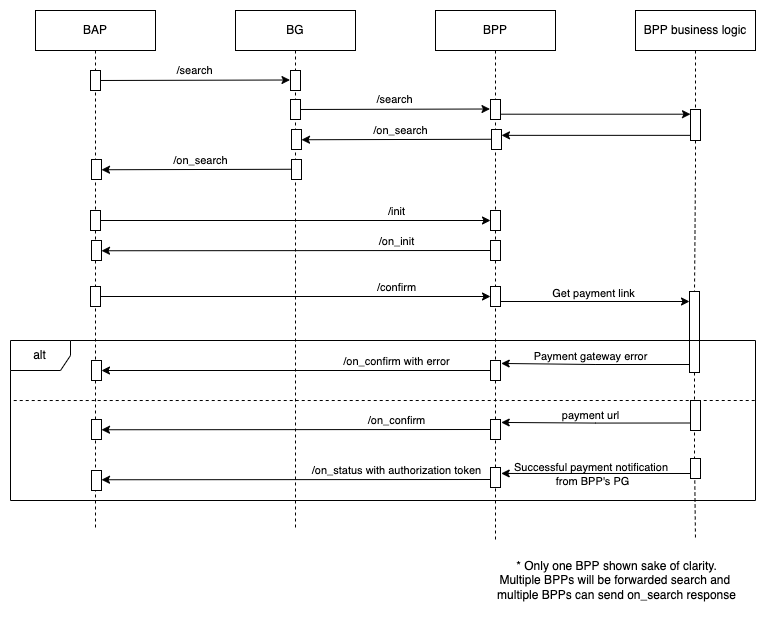 BAP
BG
BPP
BPP business logic
/search
/search
/on_search
/on_search
/init
/on_init
/confirm
Get payment link
alt
/on_confirm with error
Payment gateway error
/on_confirm
payment url
/on_status with authorization token
Successful payment notification
from BPP's PG
* Only one BPP shown sake of clarity.
Multiple BPPs will be forwarded search and
multiple BPPs can send on_search response